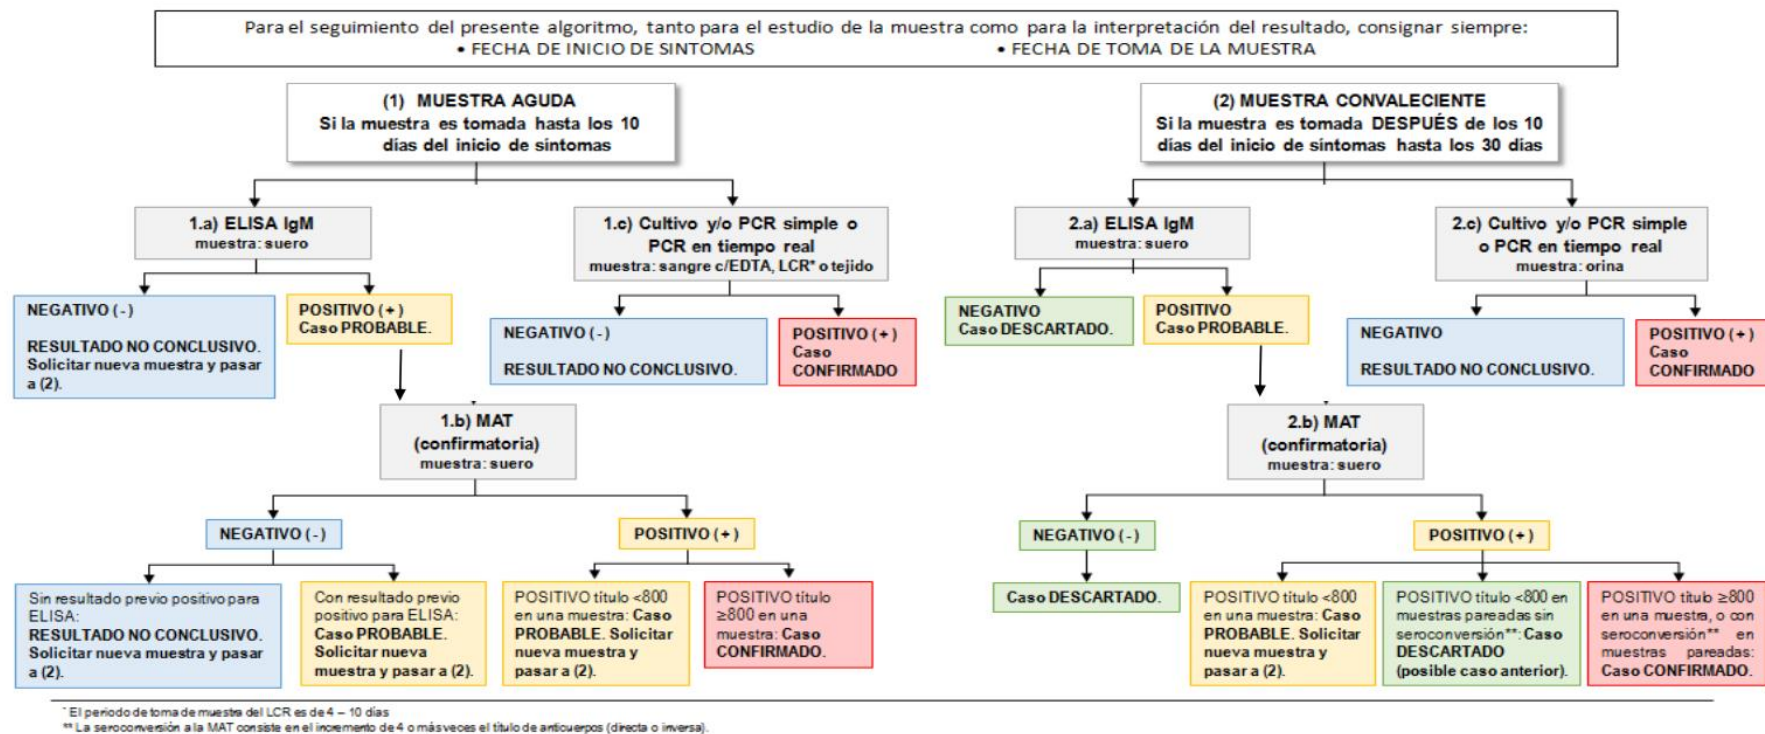 Para el seguimiento del presente algoritmo, tanto para el estudio de la muestra como para la interpretación del resultado, consignar siempre:
• FECHA DE INICIO DE SINTOMAS
• FECHA DE TOMA DE LA MUESTRA
(1) MUESTRA AGUDA
Si la muestra es tomada hasta los 10
días del inicio de síntomas
1.a) ELISA IgM
muestra: suero
1.c) Cultivo y/o PCR simple o
PCR en tiempo real
muestra: sangre c/EDTA, LCR* o tejido
NEGATIVO (-)
RESULTADO NO CONCLUSIVO.
Solicitar nueva muestra y pasar
a (2).
POSITIVO (+)
Caso PROBABLE.
NEGATIVO (-)
RESULTADO NO CONCLUSIVO.
POSITIVO (+)
Caso
CONFIRMADO
1.b) MAT
(confirmatoria)
muestra: suero
NEGATIVO (-)
POSITIVO (+)
Sin resultado previo positivo para
ELISA:
RESULTADO NO CONCLUSIVO.
Solicitar nueva muestra y pasar
a (2).
Con resultado previo
positivo para ELISA:
Caso PROBABLE.
Solicitar nueva
muestra y pasar a (2).
POSITIVO título <800
en una muestra: Caso
PROBABLE. Solicitar
nueva muestra y
pasar a (2).
POSITIVO título
≥800 en una
muestra: Caso
CONFIRMADO.
(2) MUESTRA CONVALECIENTE
Si la muestra es tomada DESPUÉS de los 10
días del inicio de síntomas hasta los 30 días
2.a) ELISA IgM
muestra: suero
2.c) Cultivo y/o PCR simple
o PCR en tiempo real
muestra: orina
NEGATIVO
Caso DESCARTADO.
POSITIVO
Caso PROBABLE.
NEGATIVO
RESULTADO NO CONCLUSIVO.
POSITIVO (+)
Caso
CONFIRMADO
2.b) MAT
(confirmatoria)
muestra: suero
NEGATIVO (-)
POSITIVO (+)
Caso DESCARTADO.
POSITIVO título <800
en una muestra: Caso
PROBABLE. Solicitar
nueva muestra y
pasar a (2).
POSITIVO título <800 en
muestras pareadas sin
seroconversión**: Caso
DESCARTADO
(posible caso anterior).
POSITIVO título ≥800
en una muestra, o con
seroconversión** en
muestras pareadas:
Caso CONFIRMADO.
* El periodo de toma de muestra del LCR es de 4 – 10 días
** La seroconversión a la MAT consiste en el incremento de 4 o más veces el título de anticuerpos (directa o inversa).